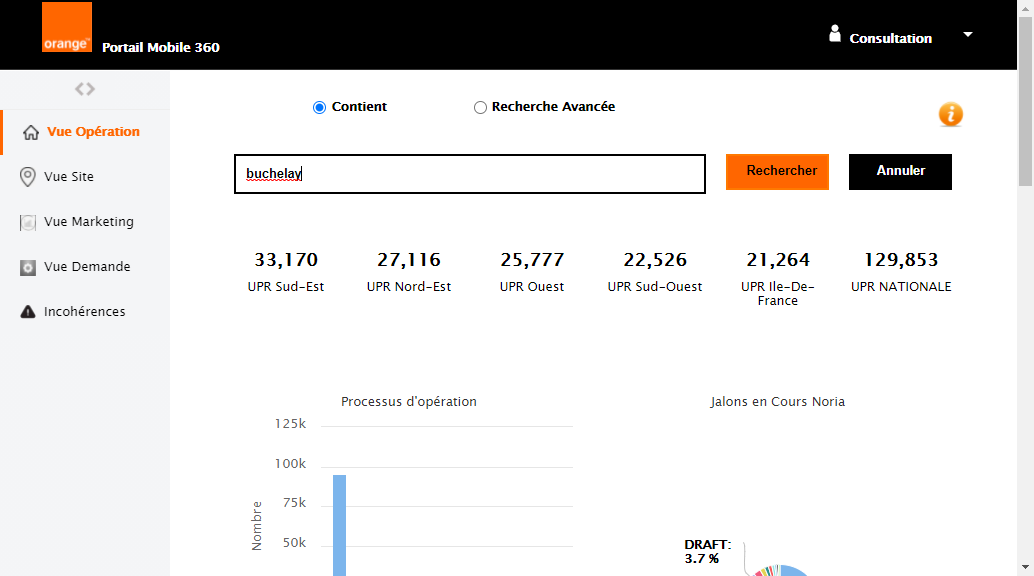 orange™
Portail Mobile 360
Consultation
Contient
Recherche Avancée
Vue Opération
Vue Site
Vue Marketing
Vue Demande
Incohérences
buchelay
Rechercher
Annuler
33,170
UPR Sud-Est
27,116
UPR Nord-Est
25,777
UPR Ouest
22,526
UPR Sud-Ouest
21,264
UPR Ile-De-
France
129,853
UPR NATIONALE
Processus d'opération
125k
100k
75k
50k
Nombre
Jalons en Cours Noria
DRAFT:
3.7 %